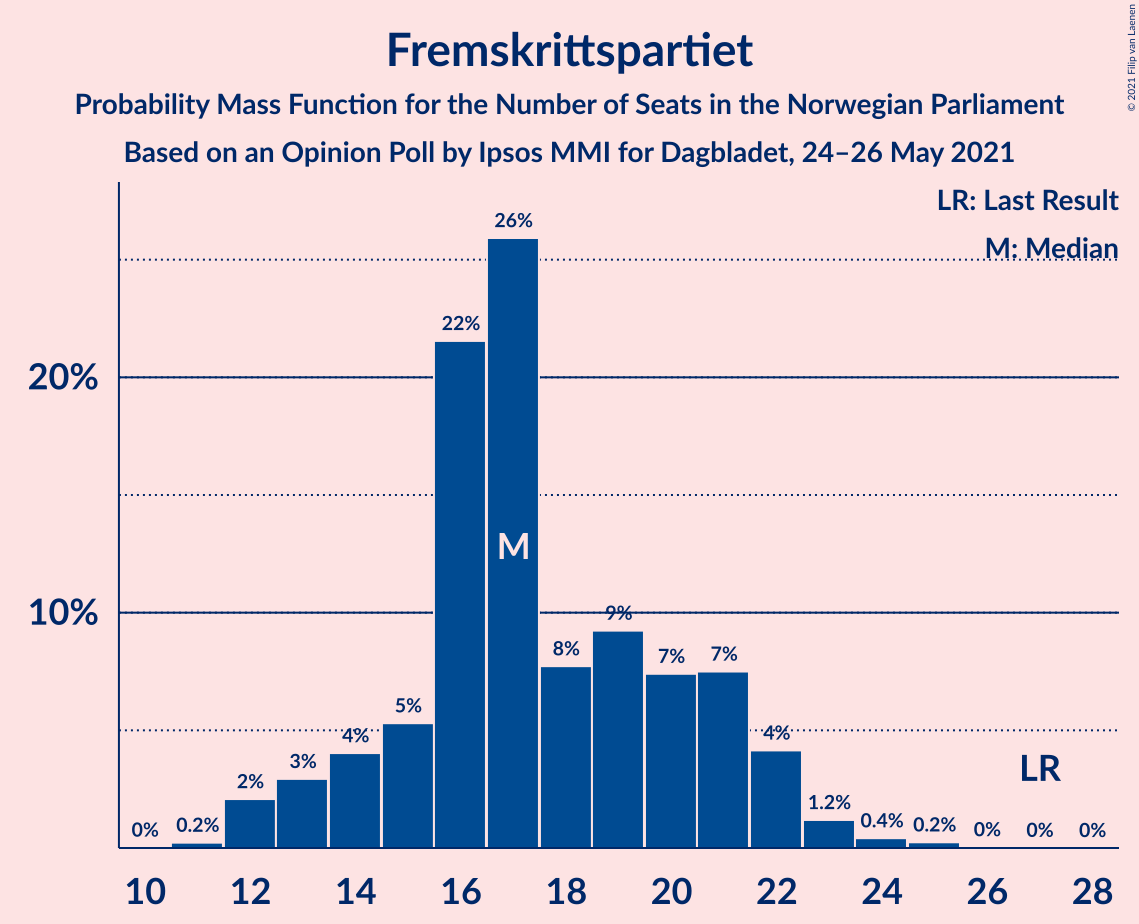 Fremskrittspartiet
Probability Mass Function for the Number of Seats in the Norwegian Parliament
Based on an Opinion Poll by Ipsos MMI for Dagbladet, 24–26 May 2021
© 2021 Filip van Laenen
LR: Last Result
M: Median
20%
10%
0%
0.2%
2%
3%
4%
5%
22%
26%
8%
9%
7%
7%
4%
1.2%
0.4%
0.2%
0%
0%
0%
M
LR
10 12 14 16 18 20 22 24 26 28